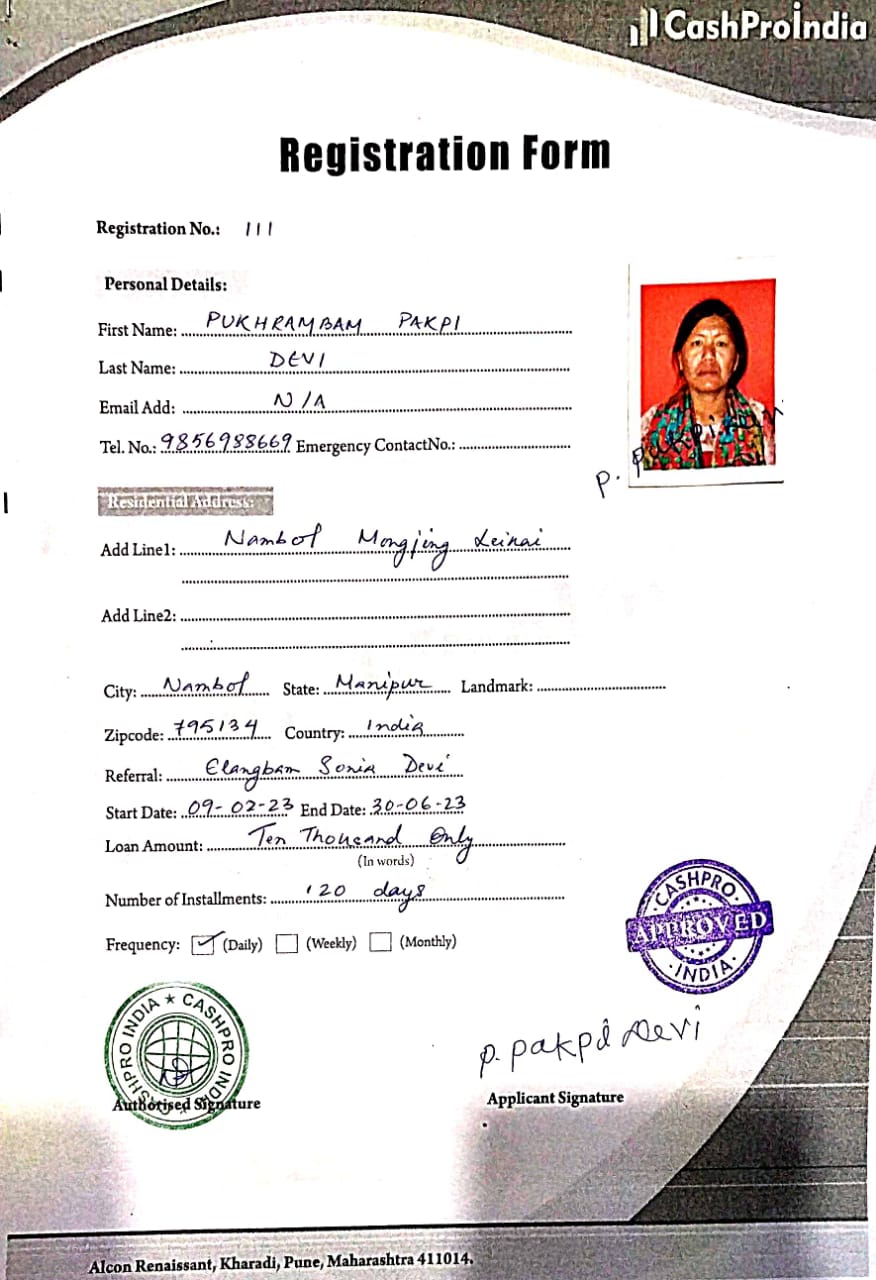 CashProIndia
Registration Form
Registration No.: 111
Personal Details:
First Name: PUKHRAMBAM PAKPI
Last Name: DEVI
Email Add: N/A
Tel. No.: 9856988669 Emergency ContactNo.:
P. Pakpi Devi
Residential Address:
Add Line1: Nambol Mongjing Leikai
Add Line2:
City: Nambol State: Manipur Landmark:
Zipcode: 795134 Country: India
Referral: Elangbam Sonia Devi
Start Date: 09-02-23 End Date: 30-06-23
Loan Amount: Ten Thousand Only
(In words)
Number of Installments: 120 days
Frequency: (Daily) (Weekly) (Monthly)
CASHPRO
APPROVED
INDIA
CASHPRO INDIA ★ CASHPRO INDIA
P. Pakpi Devi
Authorised Signature
Applicant Signature
Alcon Renaissant, Kharadi, Pune, Maharashtra 411014.